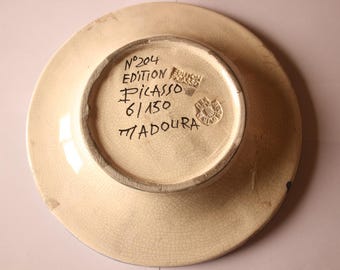 N° 204
EDITION
PICASSO
6/150
MADOURA